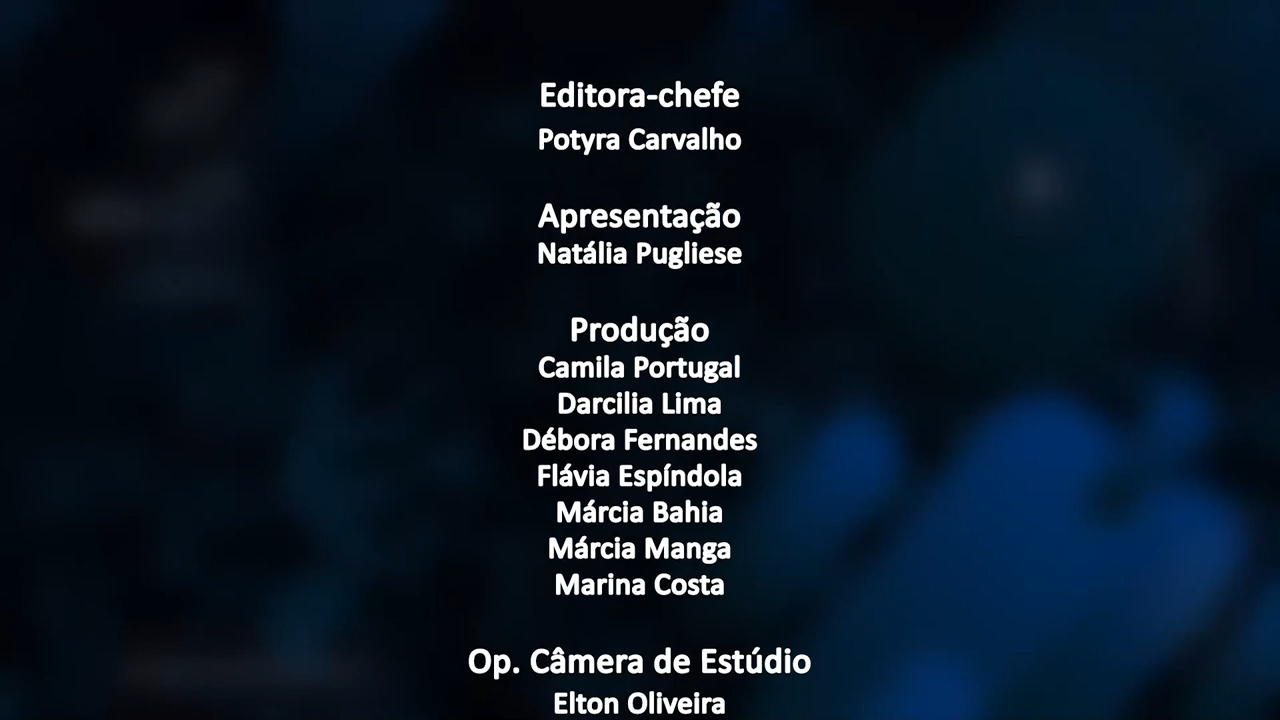 Editora-chefe
Potyra Carvalho
Apresentação
Natália Pugliese
Produção
Camila Portugal
Darcilia Lima
Débora Fernandes
Flávia Espíndola
Márcia Bahia
Márcia Manga
Marina Costa
Op. Câmera de Estúdio
Elton Oliveira